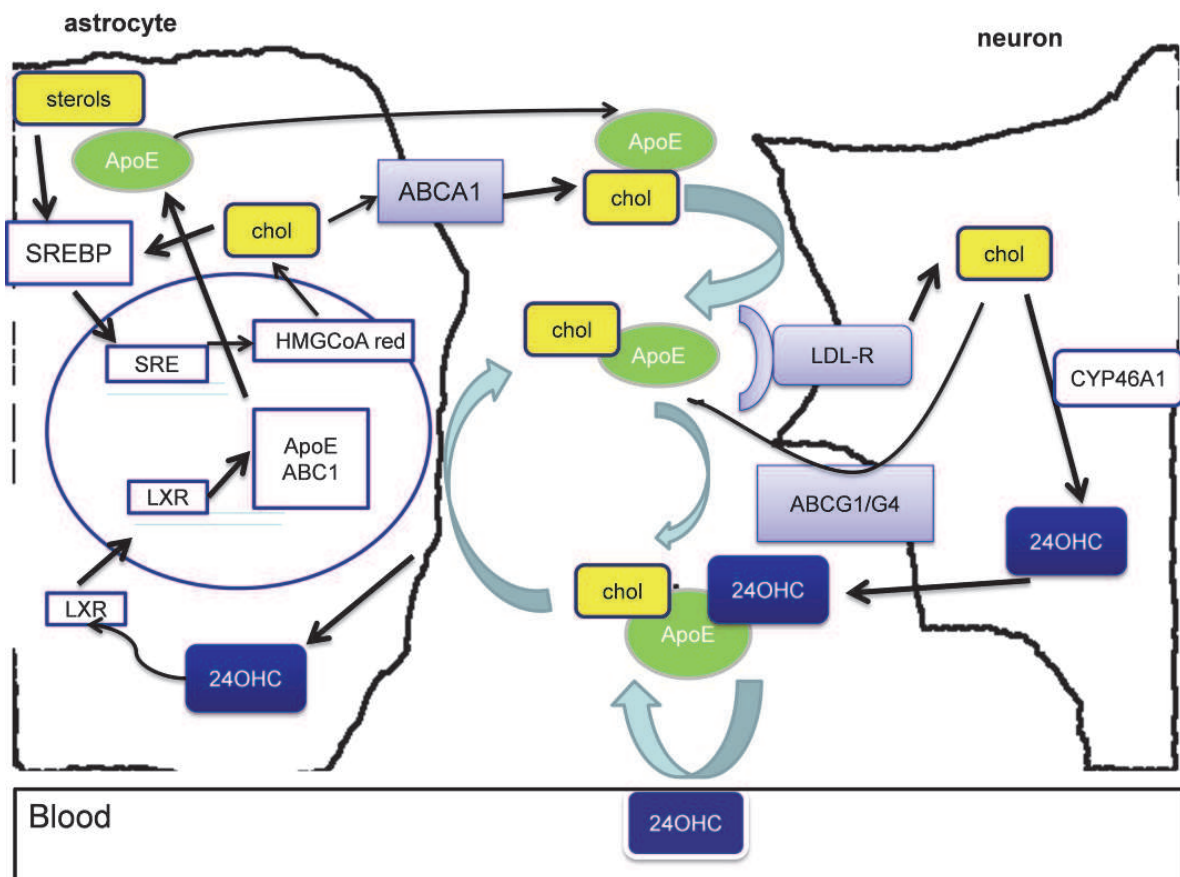 astrocyte
neuron
sterols
ApoE
ApoE
ABCA1
chol
chol
SREBP
chol
chol
HMGCoA red
chol
ApoE
LDL-R
SRE
CYP46A1
ApoE
ABC1
LXR
ABCG1/G4
24OHC
chol
24OHC
LXR
ApoE
24OHC
24OHC
Blood